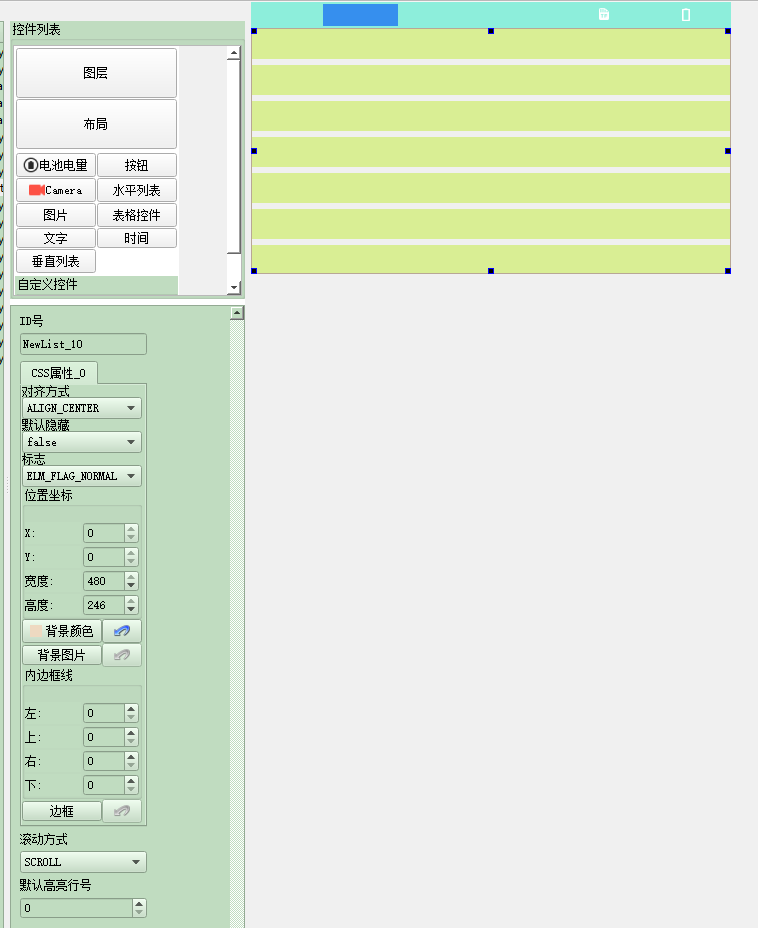 控件列表
图层
布局
电池电量 按钮
Camera 水平列表
图片 表格控件
文字 时间
垂直列表
自定义控件
ID号
NewList_10
CSS属性_0
对齐方式
ALIGN_CENTER
默认隐藏
false
标志
ELM_FLAG_NORMAL
位置坐标
X: 0
Y: 0
宽度: 480
高度: 246
背景颜色
背景图片
内边框线
左: 0
上: 0
右: 0
下: 0
边框
滚动方式
SCROLL
默认高亮行号
0